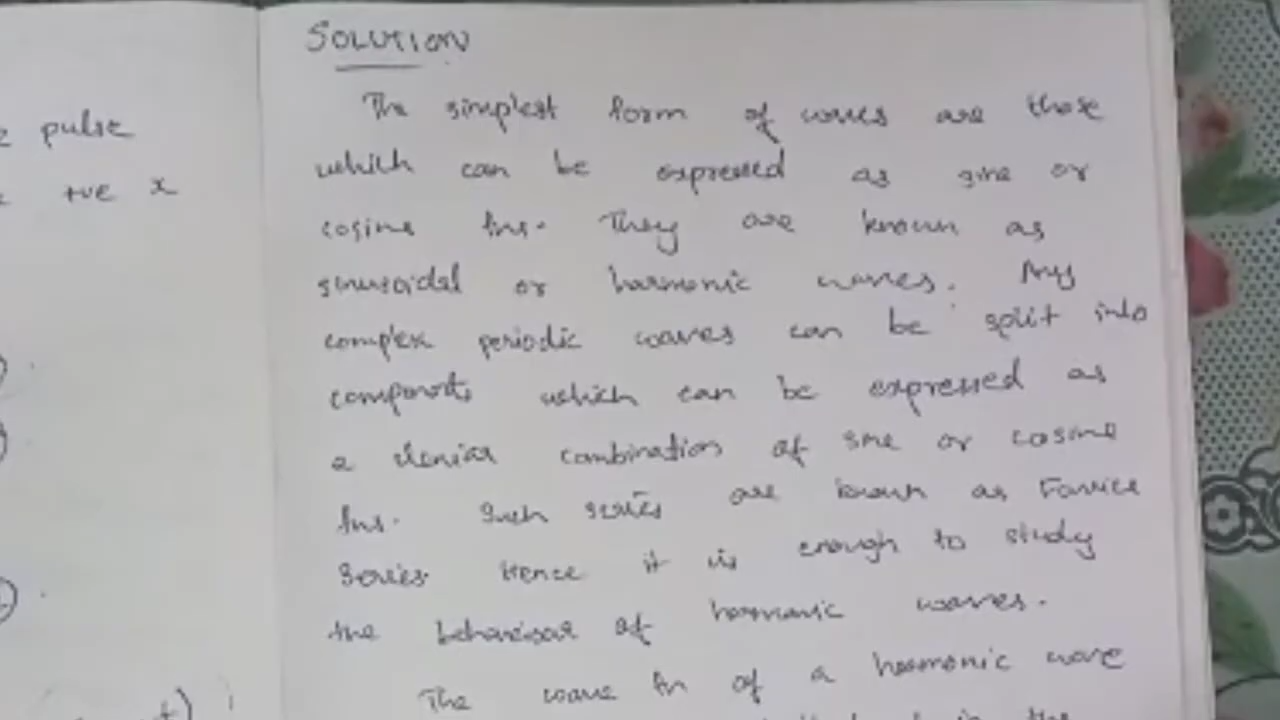 pulse
+ve x
SOLUTION
The simplest form of waves are those
which can be expressed as sine or
cosine fns. They are known as
sinusoidal or harmonic waves. Any
complex periodic waves can be split into
components which can be expressed as
a combination of sine or cosine
fns. Such series are known as Fourier
Series. Hence it is enough to study
the behaviour of harmonic waves.
The wave fn of a harmonic wave